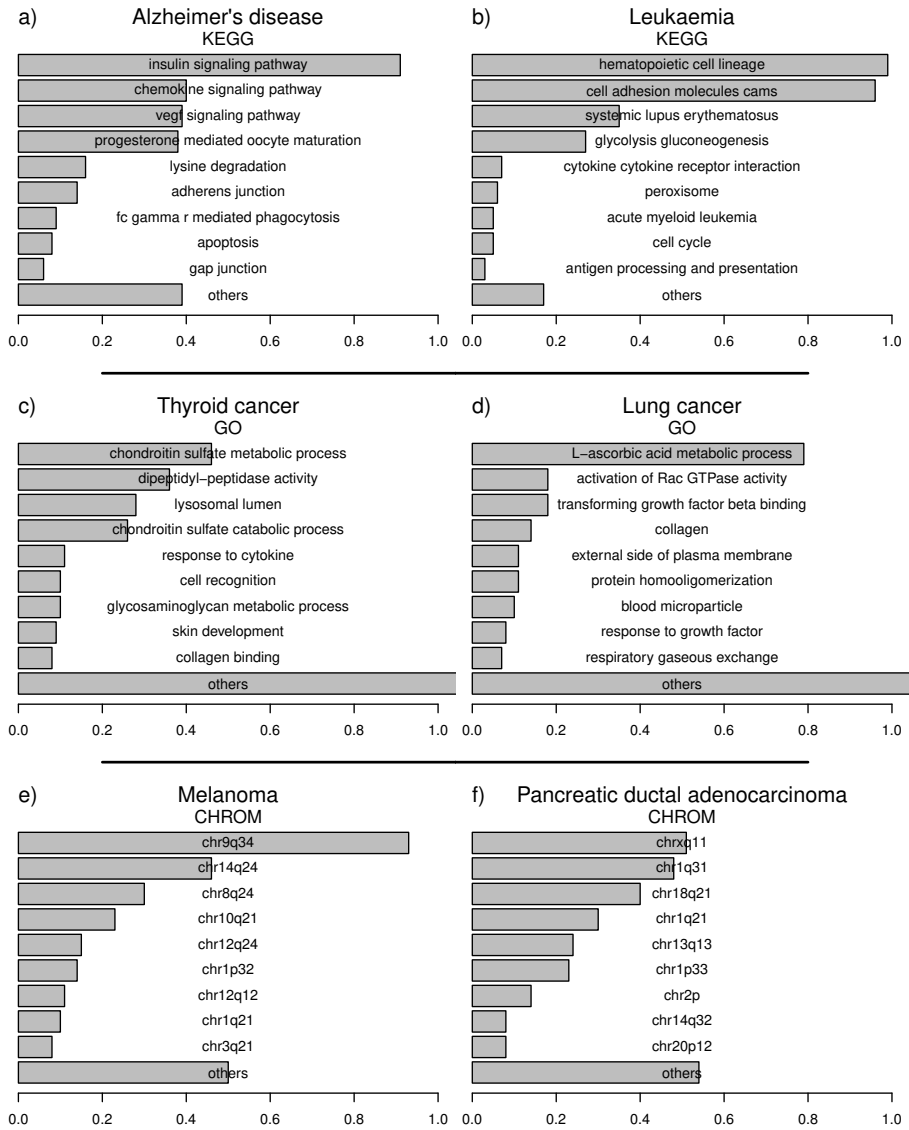 a)
Alzheimer's disease
KEGG
insulin signaling pathway
chemokine signaling pathway
vegf signaling pathway
progesterone mediated oocyte maturation
lysine degradation
adherens junction
fc gamma r mediated phagocytosis
apoptosis
gap junction
others
0.0 0.2 0.4 0.6 0.8 1.0
b)
Leukaemia
KEGG
hematopoietic cell lineage
cell adhesion molecules cams
systemic lupus erythematosus
glycolysis gluconeogenesis
cytokine cytokine receptor interaction
peroxisome
acute myeloid leukemia
cell cycle
antigen processing and presentation
others
0.0 0.2 0.4 0.6 0.8 1.0
c)
Thyroid cancer
GO
chondroitin sulfate metabolic process
dipeptidyl−peptidase activity
lysosomal lumen
chondroitin sulfate catabolic process
response to cytokine
cell recognition
glycosaminoglycan metabolic process
skin development
collagen binding
others
0.0 0.2 0.4 0.6 0.8 1.0
d)
Lung cancer
GO
L−ascorbic acid metabolic process
activation of Rac GTPase activity
transforming growth factor beta binding
collagen
external side of plasma membrane
protein homooligomerization
blood microparticle
response to growth factor
respiratory gaseous exchange
others
0.0 0.2 0.4 0.6 0.8 1.0
e)
Melanoma
CHROM
chr9q34
chr14q24
chr8q24
chr10q21
chr12q24
chr1p32
chr12q12
chr1q21
chr3q21
others
0.0 0.2 0.4 0.6 0.8 1.0
f)
Pancreatic ductal adenocarcinoma
CHROM
chrxq11
chr1q31
chr18q21
chr1q21
chr13q13
chr1p33
chr2p
chr14q32
chr20p12
others
0.0 0.2 0.4 0.6 0.8 1.0